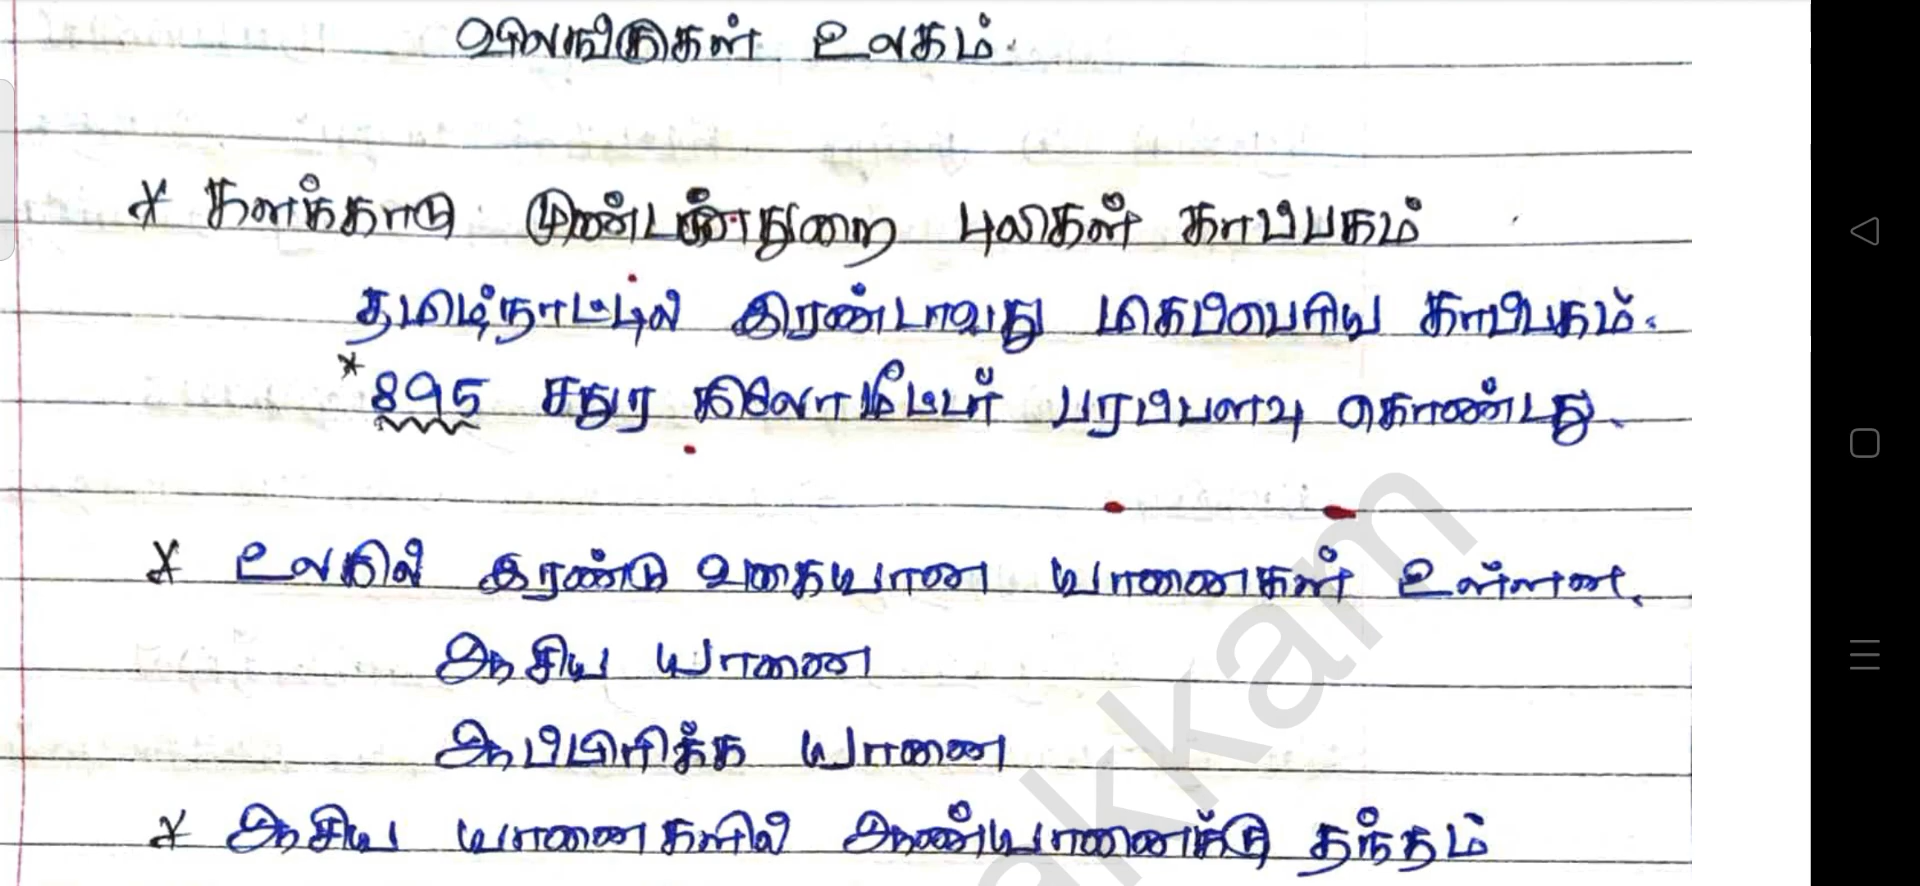 விலங்குகள் உலகம்.
* களக்காடு முண்டன்துறை புலிகள் காப்பகம்
தமிழ்நாட்டில் இரண்டாவது மிகப்பெரிய காப்பகம்.
* 895 சதுர கிலோமீட்டர் பரப்பளவு கொண்டது.
* உலகில் இரண்டு வகையான யானைகள் உள்ளன.
ஆசிய யானை
ஆப்பிரிக்க யானை
* ஆசிய யானைகளில் ஆண்யானைக்கு தந்தம்
akkam